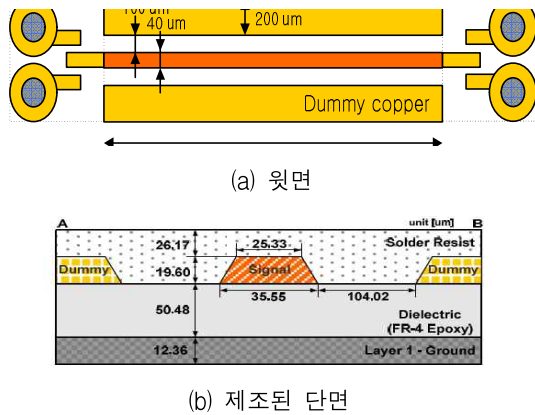 100 um
200 um
40 um
Dummy copper
(a) 윗면
A
unit [um]
B
26.17
25.33
Solder Resist
Dummy
19.60
Signal
Dummy
35.55
104.02
50.48
Dielectric
(FR-4 Epoxy)
12.36
Layer 1 - Ground
(b) 제조된 단면